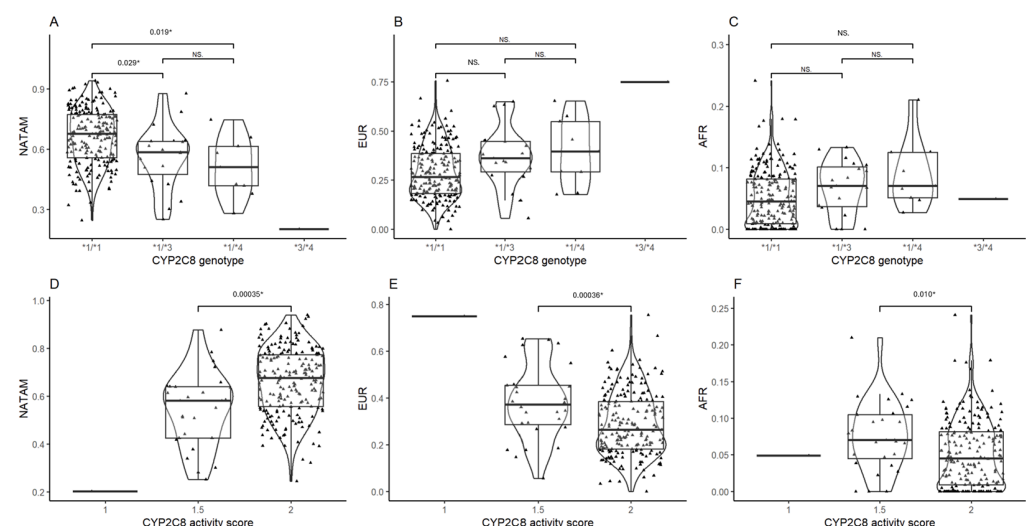 A
0.019*
NS.
0.029*
NATAM
0.9
0.6
0.3
*1/*1
*1/*3
*1/*4
*3/*4
CYP2C8 genotype
B
NS.
NS.
NS.
EUR
0.75
0.50
0.25
0.00
*1/*1
*1/*3
*1/*4
*3/*4
CYP2C8 genotype
C
NS.
NS.
NS.
AFR
0.3
0.2
0.1
0.0
*1/*1
*1/*3
*1/*4
*3/*4
CYP2C8 genotype
D
0.00035*
NATAM
1.0
0.8
0.6
0.4
0.2
1
1.5
2
CYP2C8 activity score
E
0.00036*
EUR
0.8
0.6
0.4
0.2
0.0
1
1.5
2
CYP2C8 activity score
F
0.010*
AFR
0.25
0.20
0.15
0.10
0.05
0.00
1
1.5
2
CYP2C8 activity score